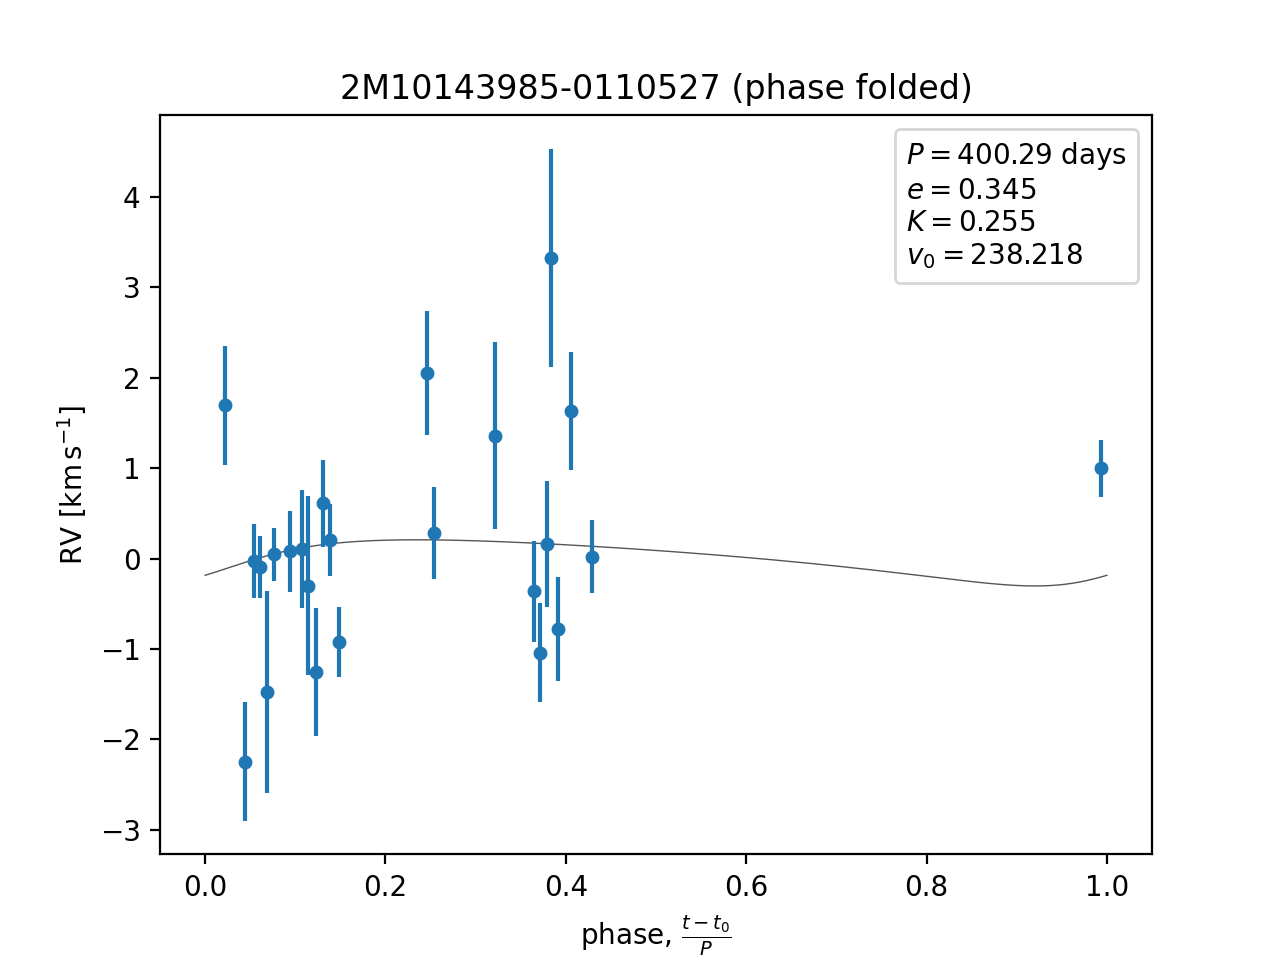 2M10143985-0110527 (phase folded)
P = 400.29 days
e = 0.345
K = 0.255
v₀ = 238.218
4
3
2
1
0
−1
−2
−3
RV [km s⁻¹]
0.0 0.2 0.4 0.6 0.8 1.0
phase, (t − t₀)/P